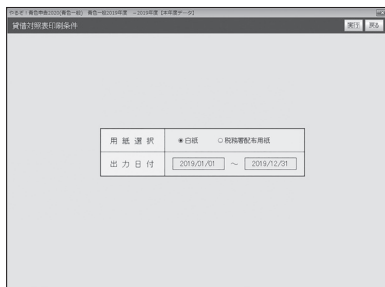 やるぞ！青色申告2020(青色一般) 青色一般2019年度 －2019年度【本年度データ】
貸借対照表印刷条件 実行 戻る
用紙選択 ●白紙 ○税務署配布用紙
出力日付 2019/01/01 ～ 2019/12/31